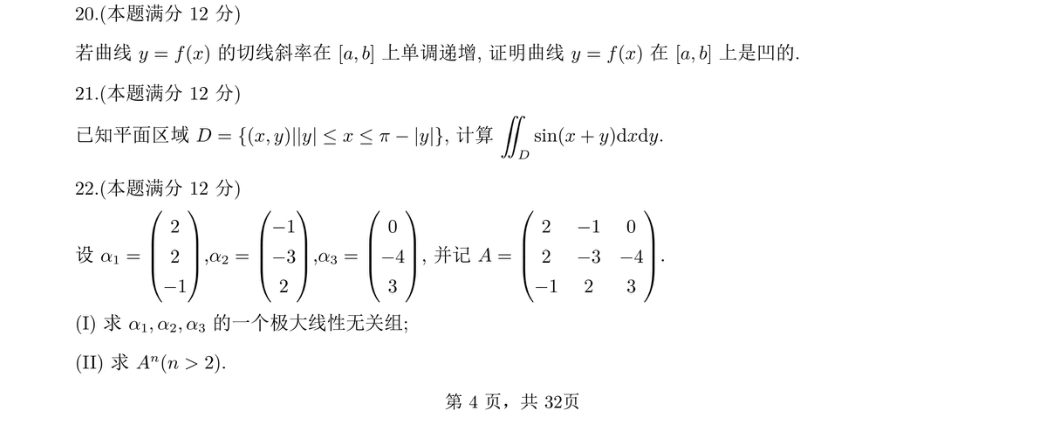 20.(本题满分 12 分)
若曲线 y = f(x) 的切线斜率在 [a, b] 上单调递增, 证明曲线 y = f(x) 在 [a, b] 上是凹的.
21.(本题满分 12 分)
已知平面区域 D = {(x, y)||y| ≤ x ≤ π − |y|}, 计算 ∬_D sin(x + y)dxdy.
22.(本题满分 12 分)
设 α₁ = (2 2 −1), α₂ = (−1 −3 2), α₃ = (0 −4 3), 并记 A = (2 −1 0; 2 −3 −4; −1 2 3).
(I) 求 α₁, α₂, α₃ 的一个极大线性无关组;
(II) 求 Aⁿ(n > 2).
第 4 页，共 32页